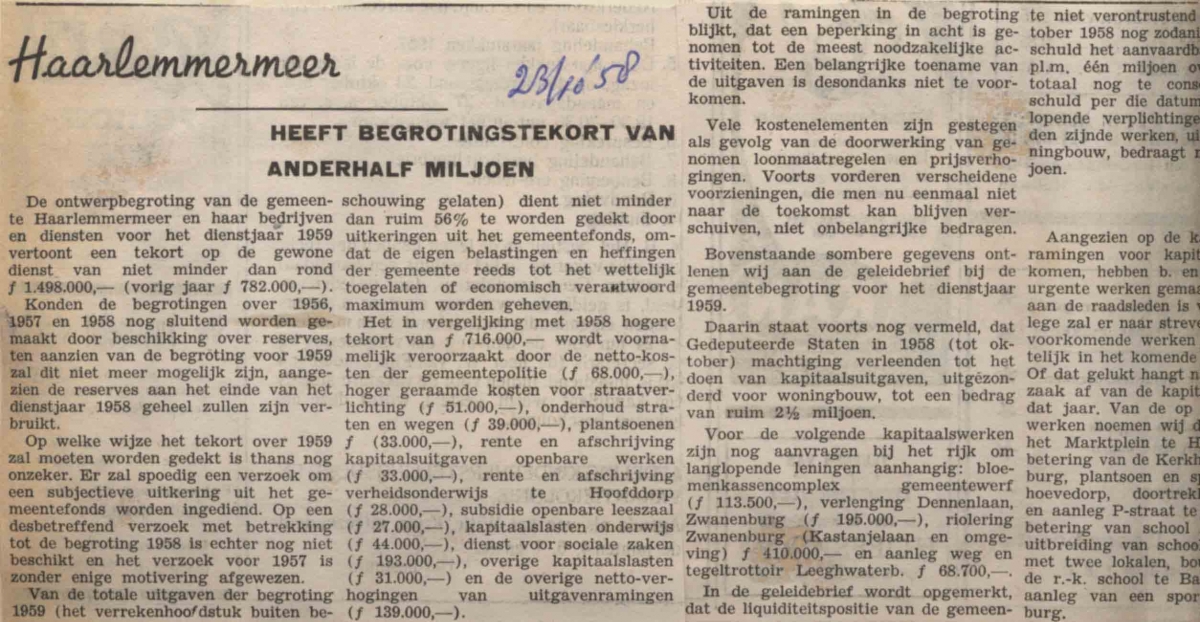 Haarlemmermeer
23/10'58
HEEFT BEGROTINGSTEKORT VAN
ANDERHALF MILJOEN
De ontwerpbegroting van de gemeen-
te Haarlemmermeer en haar bedrijven
en diensten voor het dienstjaar 1959
vertoont een tekort op de gewone
dienst van niet minder dan rond
ƒ 1.498.000,— (vorig jaar ƒ 782.000,—).
Konden de begrotingen over 1956,
1957 en 1958 nog sluitend worden ge-
maakt door beschikking over reserves,
ten aanzien van de begroting voor 1959
zal dit niet meer mogelijk zijn, aange-
zien de reserves aan het einde van het
dienstjaar 1958 geheel zullen zijn ver-
bruikt.
Op welke wijze het tekort over 1959
zal moeten worden gedekt is thans nog
onzeker. Er zal spoedig een verzoek om
een subjectieve uitkering uit het ge-
meentefonds worden ingediend. Op een
desbetreffend verzoek met betrekking
tot de begroting 1958 is echter nog niet
beschikt en het verzoek voor 1957 is
zonder enige motivering afgewezen.
Van de totale uitgaven der begroting
1959 (het verrekenhoofdstuk buiten be-
schouwing gelaten) dient niet minder
dan ruim 56% te worden gedekt door
uitkeringen uit het gemeentefonds, om-
dat de eigen belastingen en heffingen
der gemeente reeds tot het wettelijk
toegelaten of economisch verantwoord
maximum worden geheven.
Het in vergelijking met 1958 hogere
tekort van ƒ 716.000,— wordt voorna-
melijk veroorzaakt door de netto-kos-
ten der gemeentepolitie (ƒ 68.000,—),
hoger geraamde kosten voor straatver-
lichting (ƒ 51.000,—), onderhoud stra-
ten en wegen (ƒ 39.000,—), plantsoenen
ƒ (33.000,—), rente en afschrijving
kapitaalsuitgaven openbare werken
(ƒ 33.000,—), rente en afschrijving
verheidsonderwijs te Hoofddorp
(ƒ 28.000,—), subsidie openbare leeszaal
(ƒ 27.000,—), kapitaalslasten onderwijs
(ƒ 44.000,—), dienst voor sociale zaken
(ƒ 193.000,—), overige kapitaalslasten
(ƒ 31.000,—) en de overige netto-ver-
hogingen van uitgavenramingen
(ƒ 139.000,—).
Uit de ramingen in de begroting
blijkt, dat een beperking in acht is ge-
nomen tot de meest noodzakelijke ac-
tiviteiten. Een belangrijke toename van
de uitgaven is desondanks niet te voor-
komen.
Vele kostenelementen zijn gestegen
als gevolg van de doorwerking van ge-
nomen loonmaatregelen en prijsverho-
gingen. Voorts vorderen verscheidene
voorzieningen, die men nu eenmaal niet
naar de toekomst kan blijven ver-
schuiven, niet onbelangrijke bedragen.
Bovenstaande sombere gegevens ont-
lenen wij aan de geleidebrief bij de
gemeentebegroting voor het dienstjaar
1959.
Daarin staat voorts nog vermeld, dat
Gedeputeerde Staten in 1958 (tot ok-
tober) machtiging verleenden tot het
doen van kapitaalsuitgaven, uitgézon-
derd voor woningbouw, tot een bedrag
van ruim 2½ miljoen.
Voor de volgende kapitaalswerken
zijn nog aanvragen bij het rijk om
langlopende leningen aanhangig: bloe-
menkassencomplex gemeentewerf
(ƒ 113.500,—), verlenging Dennenlaan,
Zwanenburg (ƒ 195.000,—), riolering
Zwanenburg (Kastanjelaan en omge-
ving) ƒ 410.000,— en aanleg weg en
tegeltrottoir Leeghwaterb. ƒ 68.700,—.
In de geleidebrief wordt opgemerkt,
dat de liquiditeitspositie van de gemeen-
te niet verontrustend
tober 1958 nog zodani
schuld het aanvaardb
pl.m. één miljoen ov
totaal nog te cons
schuld per die datum
lopende verplichtinge
den zijnde werken, ui
ningbouw, bedraagt
joen.
Aangezien op de k
ramingen voor kapit
komen, hebben b. en
urgente werken gema
aan de raadsleden is
lege zal er naar strev
voorkomende werken
telijk in het komende
Of dat gelukt hangt n
zaak af van de kapi
dat jaar. Van de op
werken noemen wij d
het Marktplein te H
betering van de Kerkh
burg, plantsoen en s
hoevedorp, doortrek
en aanleg P-straat te
betering van school
uitbreiding van schoo
met twee lokalen, bo
de r.-k. school te Ba
aanleg van een spor
burg.